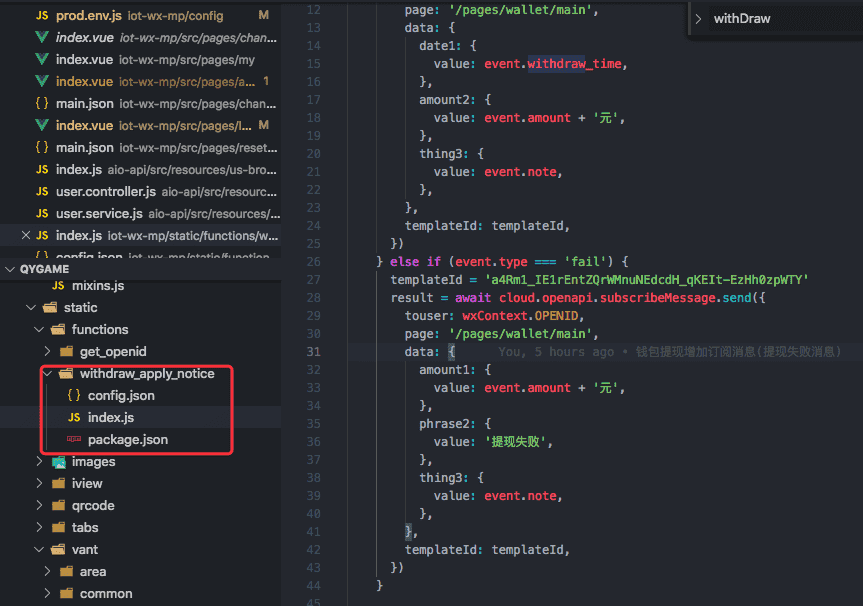 JS prod.env.js iot-wx-mp/config M
index.vue iot-wx-mp/src/pages/chan...
index.vue iot-wx-mp/src/pages/my
index.vue iot-wx-mp/src/pages/a... 1
{ } main.json iot-wx-mp/src/pages/chan...
index.vue iot-wx-mp/src/pages/l... M
{ } main.json iot-wx-mp/src/pages/reset...
JS index.js aio-api/src/resources/us-bro...
JS user.controller.js aio-api/src/resourc...
JS user.service.js aio-api/src/resources/...
JS index.js iot-wx-mp/static/functions/w...
{ } config.json iot-wx-mp/static/function
QYGAME
JS mixins.js
static
functions
get_openid
withdraw_apply_notice
{ } config.json
JS index.js
package.json
images
iview
qrcode
tabs
vant
area
common
withDraw
12 page: '/pages/wallet/main',
13 data: {
14 date1: {
15 value: event.withdraw_time,
16 },
17 amount2: {
18 value: event.amount + '元',
19 },
20 thing3: {
21 value: event.note,
22 },
23 },
24 templateId: templateId,
25 })
26 } else if (event.type === 'fail') {
27 templateId = 'a4Rm1_IE1rEntZQrWMnuNEdcdH_qKEIt-EzHh0zpWTY'
28 result = await cloud.openapi.subscribeMessage.send({
29 touser: wxContext.OPENID,
30 page: '/pages/wallet/main',
31 data: { You, 5 hours ago • 钱包提现增加订阅消息(提现失败消息)
32 amount1: {
33 value: event.amount + '元',
34 },
35 phrase2: {
36 value: '提现失败',
37 },
38 thing3: {
39 value: event.note,
40 },
41 },
42 templateId: templateId,
43 })
44 }
45